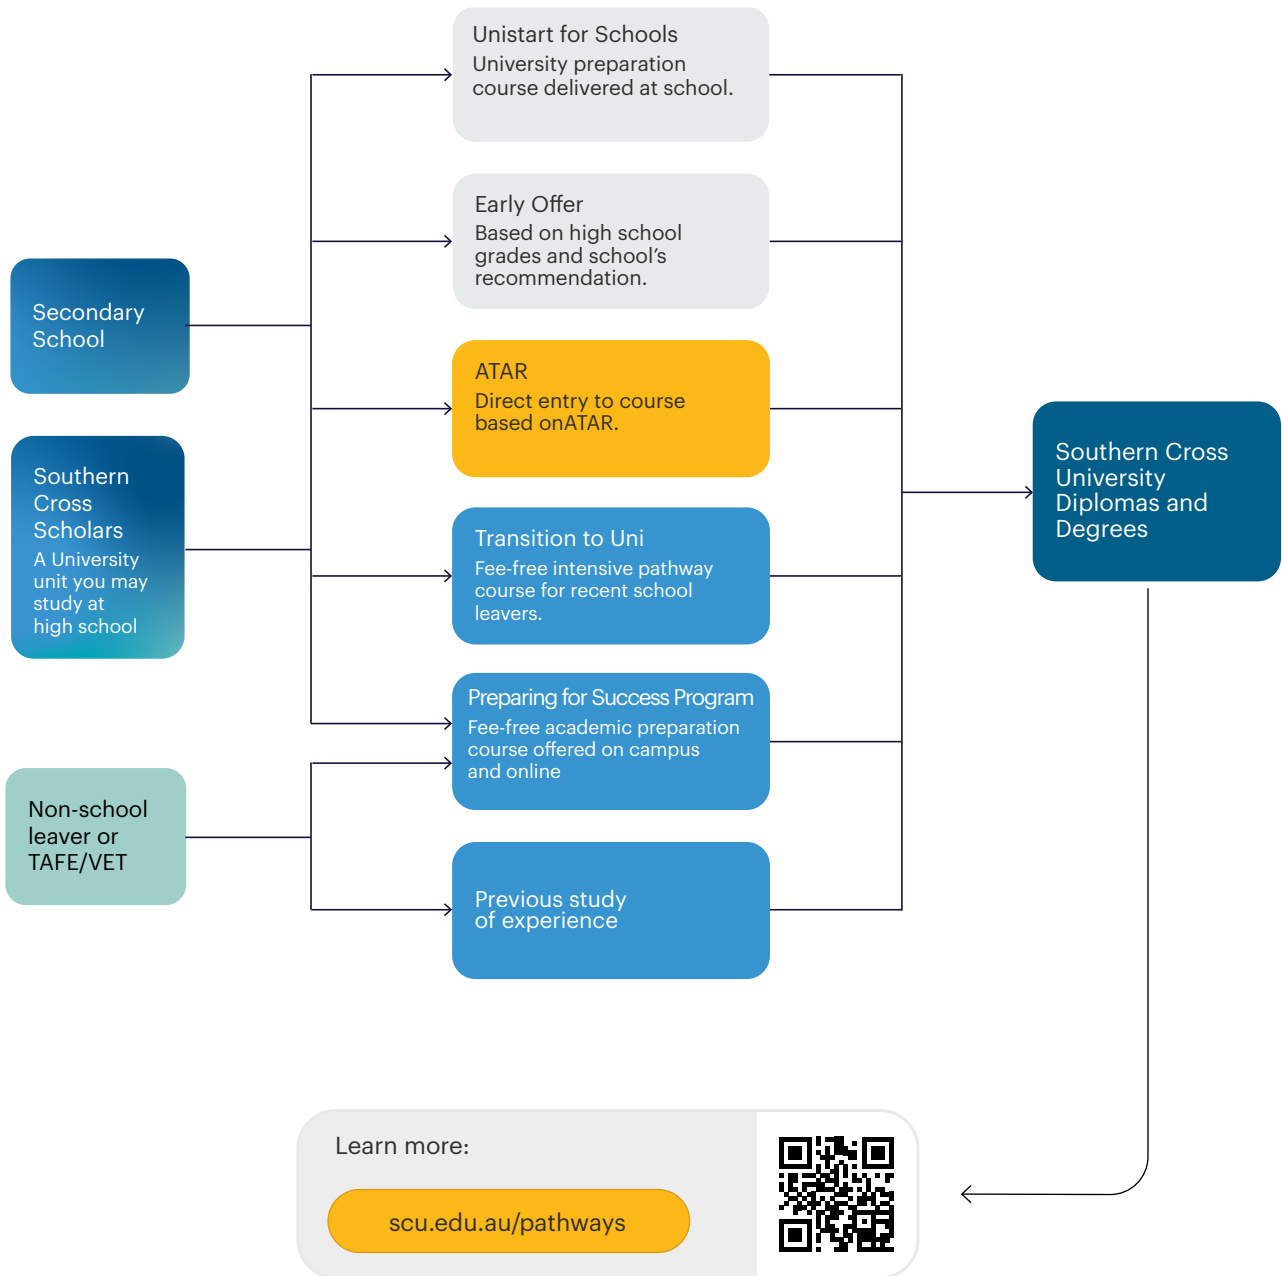 Unistart for Schools
University preparation
course delivered at school.
Early Offer
Based on high school
grades and school's
recommendation.
Secondary
School
ATAR
Direct entry to course
based onATAR.
Southern
Cross
Scholars
A University
unit you may
study at
high school
Transition to Uni
Fee-free intensive pathway
course for recent school
leavers.
Southern Cross
University
Diplomas and
Degrees
Preparing for Success Program
Fee-free academic preparation
course offered on campus
and online
Non-school
leaver or
TAFE/VET
Previous study
of experience
Learn more:
scu.edu.au/pathways